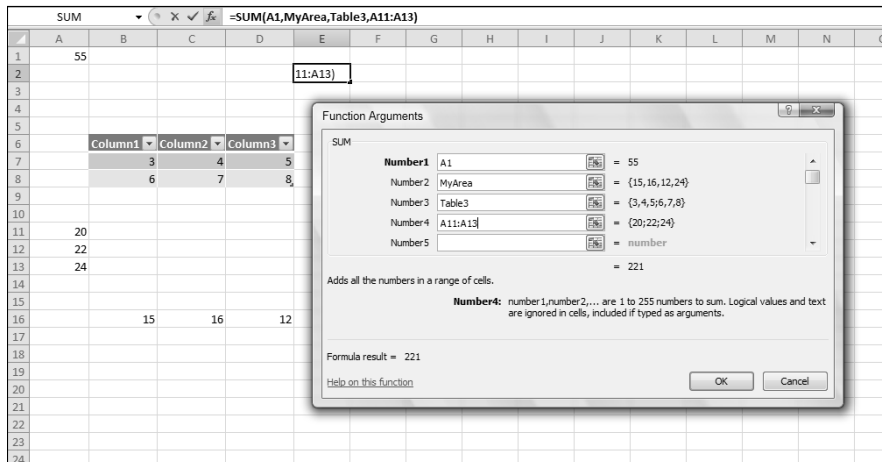 SUM =SUM(A1,MyArea,Table3,A11:A13)
A B C D E F G H I J K L M N
1 55
2 11:A13)
3
4
5
6 Column1 Column2 Column3
7 3 4 5
8 6 7 8
9
10
11 20
12 22
13 24
14
15
16 15 16 12
17
18
19
20
21
22
23
24
Function Arguments
SUM
Number1 A1 = 55
Number2 MyArea = {15,16,12,24}
Number3 Table3 = {3,4,5;6,7,8}
Number4 A11:A13 = {20;22;24}
Number5 = number
= 221
Adds all the numbers in a range of cells.
Number4: number1,number2,... are 1 to 255 numbers to sum. Logical values and text
are ignored in cells, included if typed as arguments.
Formula result = 221
Help on this function
OK Cancel